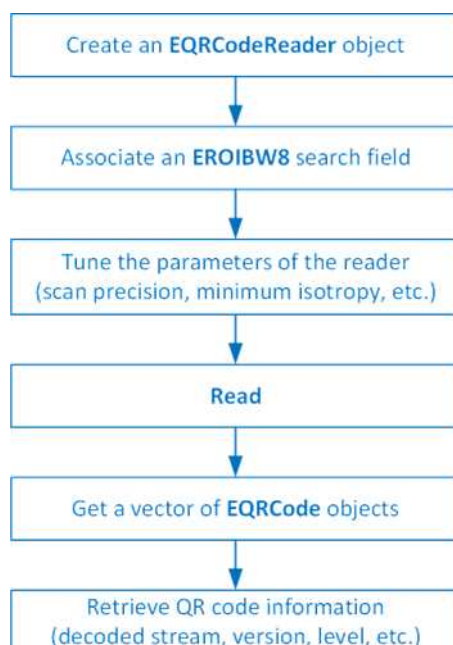 Create an EQRCodeReader object
Associate an EROIBW8 search field
Tune the parameters of the reader
(scan precision, minimum isotropy, etc.)
Read
Get a vector of EQRCode objects
Retrieve QR code information
(decoded stream, version, level, etc.)